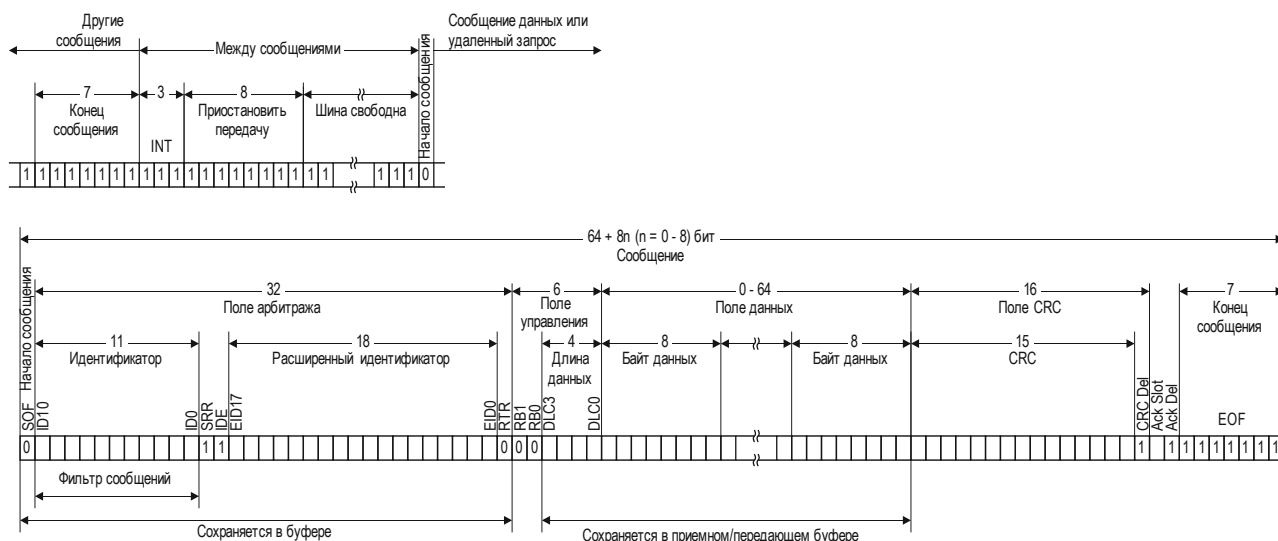 Другие
сообщения
Между сообщениями
Сообщение данных или
удаленный запрос
7
Конец
сообщения
3
INT
8
Приостановить
передачу
Шина свободна
Начало сообщения
1 1 1 1 1 1 1 1 1 1 1 1 1 1 1 1 1 1 1 1 1 1 1 1 0
64 + 8n (n = 0 - 8) бит
Сообщение
Начало сообщения
32
Поле арбитража
6
Поле
управления
0 - 64
Поле данных
16
Поле CRC
7
Конец
сообщения
11
Идентификатор
18
Расширенный идентификатор
4
Длина
данных
8
Байт данных
8
Байт данных
15
CRC
SOF
ID10
ID0
SRR
IDE
EID17
EID0
RTR
RB1
RB0
DLC3
DLC0
CRC Del
Ack Slot
Ack Del
EOF
0 1 1 0 0 0 1 1 1 1 1 1 1 1 1
Фильтр сообщений
Сохраняется в буфере
Сохраняется в приемном/передающем буфере